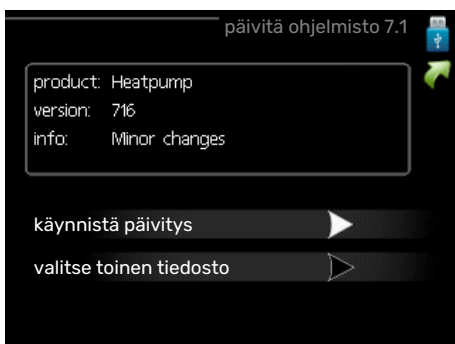 päivitä ohjelmisto 7.1
product: Heatpump
version: 716
info: Minor changes
käynnistä päivitys
valitse toinen tiedosto